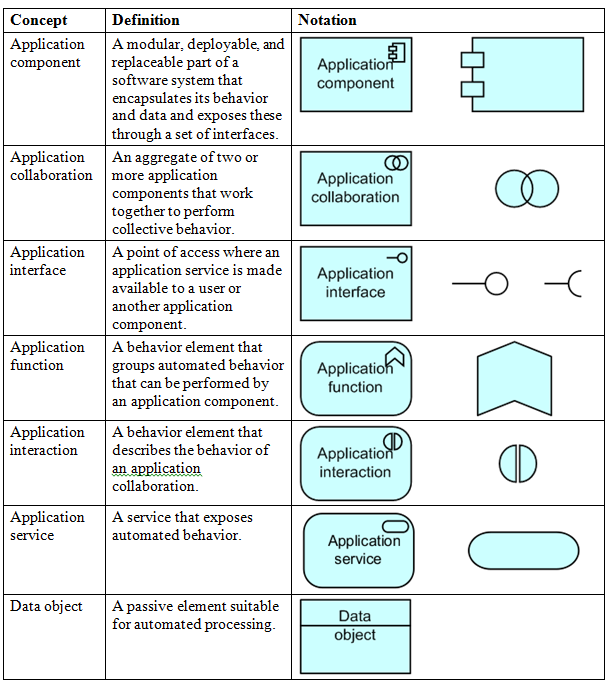 Concept Definition Notation
Application
component
A modular, deployable, and
replaceable part of a
software system that
encapsulates its behavior
and data and exposes these
through a set of interfaces.
Application
component
Application
collaboration
An aggregate of two or
more application
components that work
together to perform
collective behavior.
Application
collaboration
Application
interface
A point of access where an
application service is made
available to a user or
another application
component.
Application
interface
Application
function
A behavior element that
groups automated behavior
that can be performed by
an application component.
Application
function
Application
interaction
A behavior element that
describes the behavior of
an application
collaboration.
Application
interaction
Application
service
A service that exposes
automated behavior.
Application
service
Data object
A passive element suitable
for automated processing.
Data
object